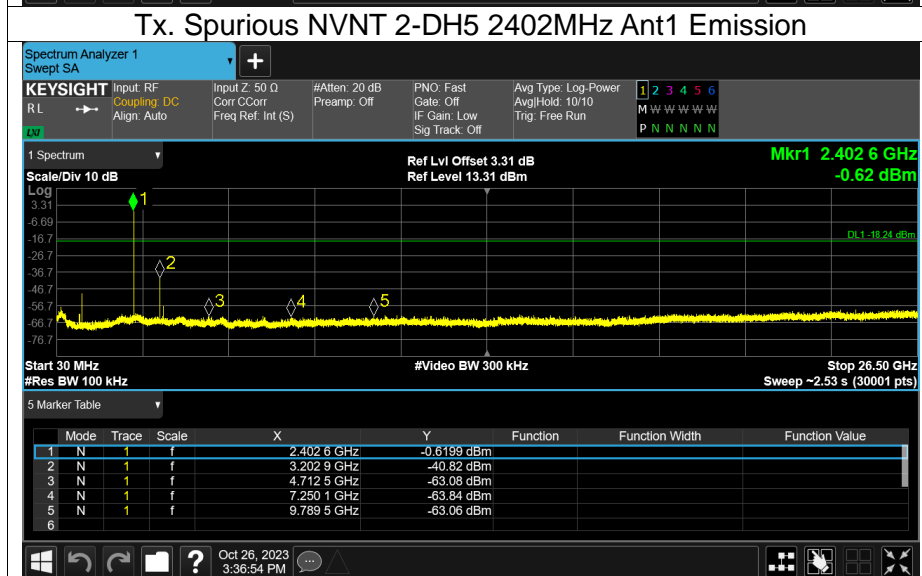 Tx. Spurious NVNT 2-DH5 2402MHz Ant1 Emission
Spectrum Analyzer 1
Swept SA
+
KEYSIGHT Input: RF Input Z: 50 Ω #Atten: 20 dB PNO: Fast Avg Type: Log-Power 1 2 3 4 5 6
RL Coupling: DC Corr CCorr Preamp: Off Gate: Off Avg|Hold: 10/10 M W W W W W
Align: Auto Freq Ref: Int (S) IF Gain: Low Trig: Free Run
LXI Sig Track: Off P N N N N N
1 Spectrum Ref Lvl Offset 3.31 dB Mkr1 2.402 6 GHz
Scale/Div 10 dB Ref Level 13.31 dBm -0.62 dBm
Log
3.31
-6.69
-16.7
-26.7
-36.7
-46.7
-56.7
-66.7
-76.7
1
DL1 -18.24 dBm
2
3
4
5
Start 30 MHz #Video BW 300 kHz Stop 26.50 GHz
#Res BW 100 kHz Sweep ~2.53 s (30001 pts)
5 Marker Table
Mode Trace Scale X Y Function Function Width Function Value
1 N 1 f 2.402 6 GHz -0.6199 dBm
2 N 1 f 3.202 9 GHz -40.82 dBm
3 N 1 f 4.712 5 GHz -63.08 dBm
4 N 1 f 7.250 1 GHz -63.84 dBm
5 N 1 f 9.789 5 GHz -63.06 dBm
6
? Oct 26, 2023
3:36:54 PM